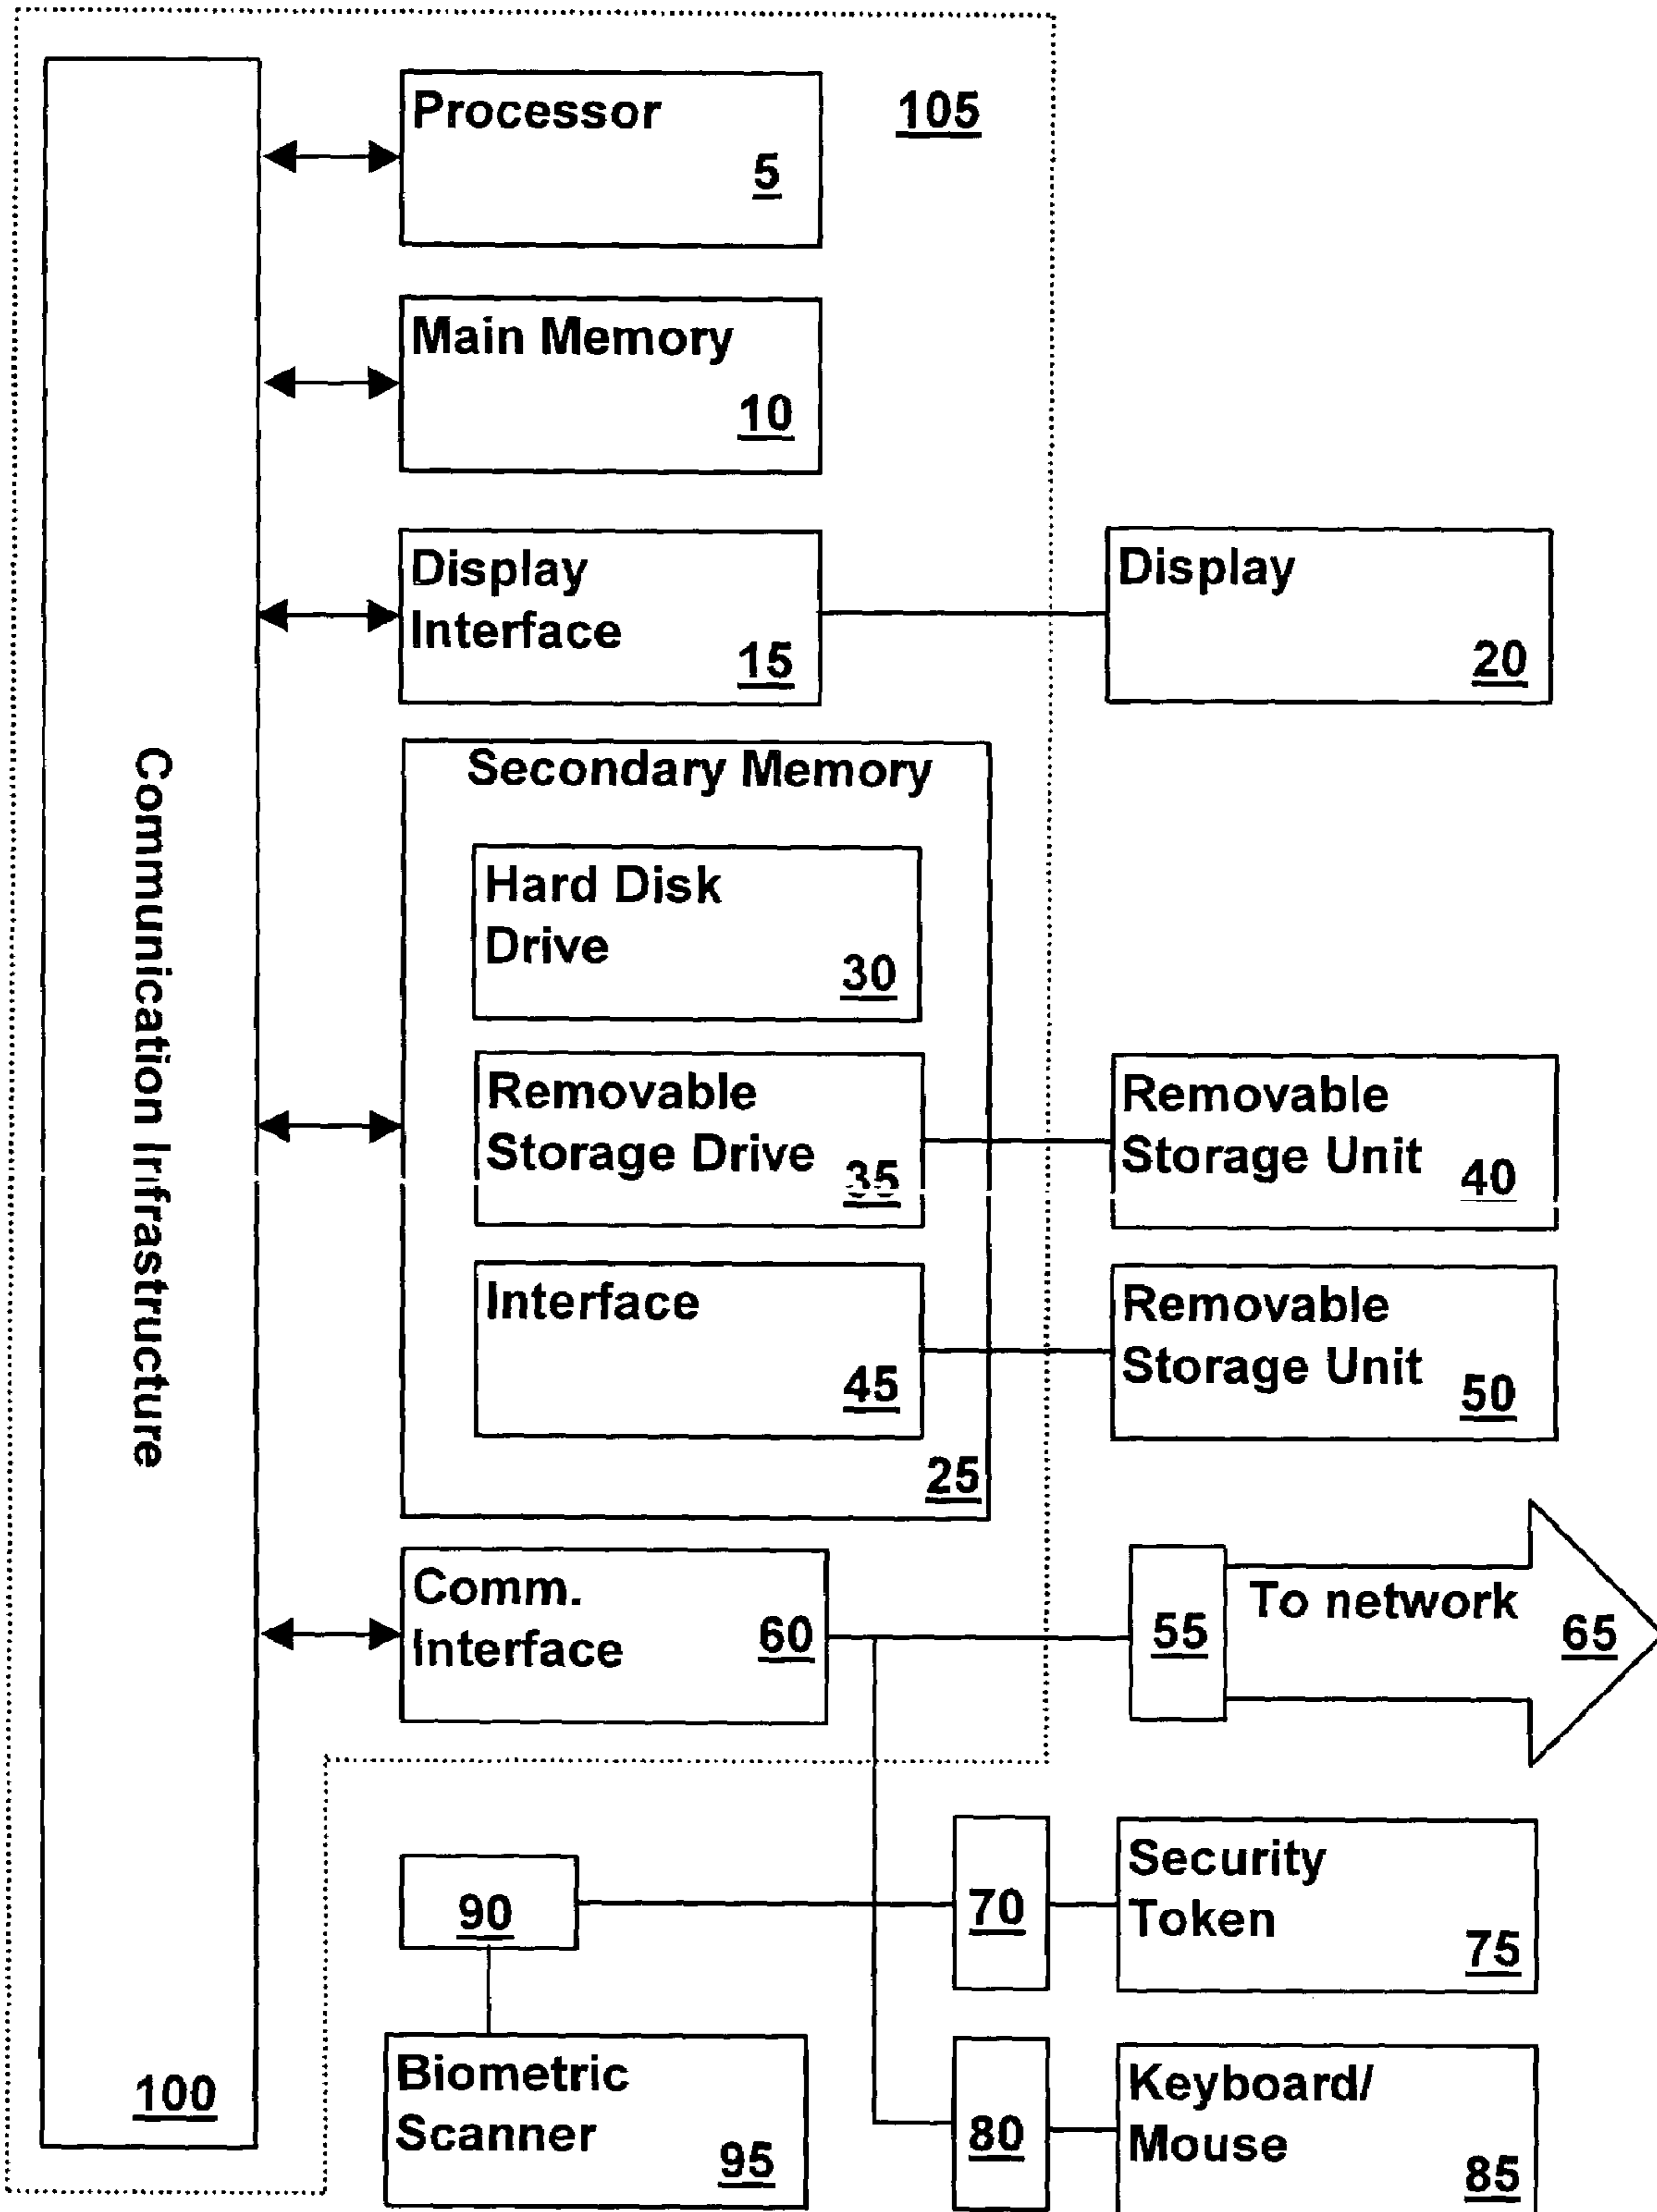 Processor
5
105
Main Memory
10
Display
Interface
15
Display
20
Communication Infrastructure
100
Secondary Memory
Hard Disk
Drive
30
Removable
Storage Drive
35
Removable
Storage Unit
40
Interface
45
Removable
Storage Unit
50
25
Comm.
Interface
60
55
To network
65
90
70
Security
Token
75
Biometric
Scanner
95
80
Keyboard/
Mouse
85